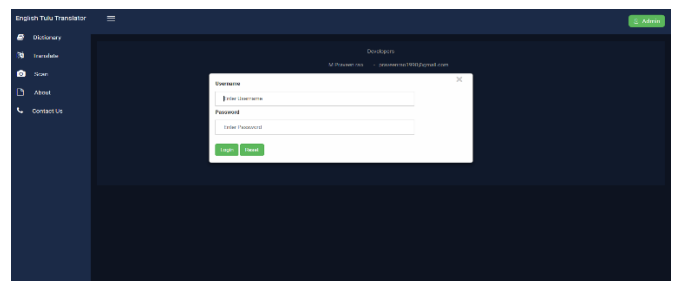 English Tulu Translator
Admin
Dictionary
Translate
Scan
About
Contact Us
Developers
Username
Enter Username
Password
Enter Password
Login Reset